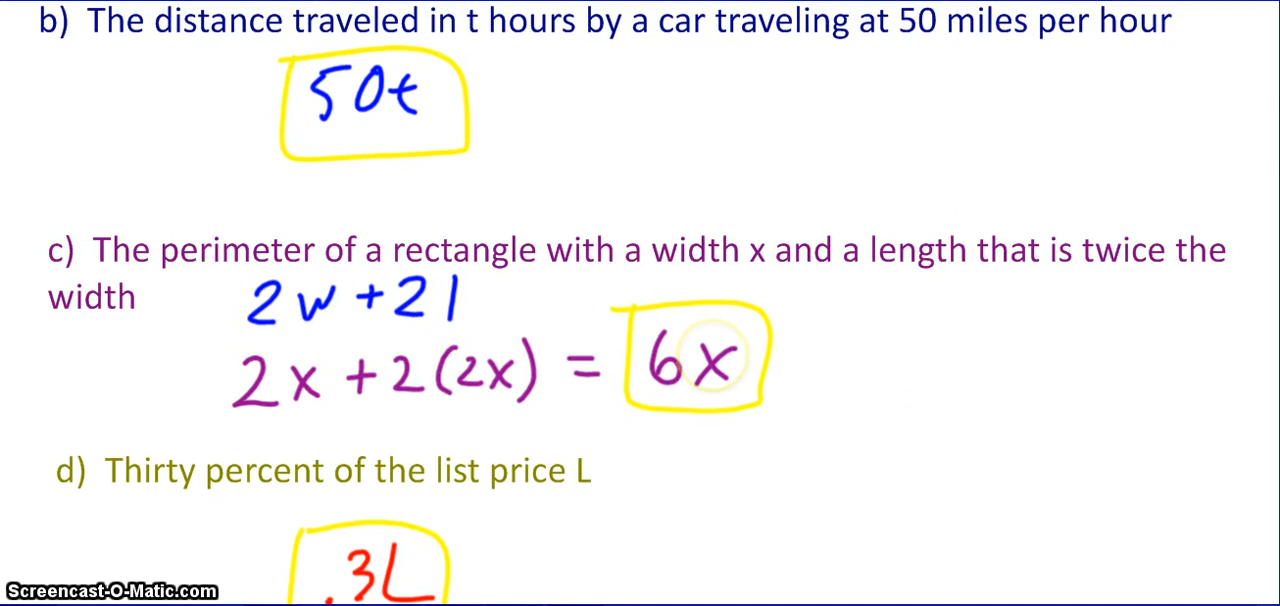 b) The distance traveled in t hours by a car traveling at 50 miles per hour
50t
c) The perimeter of a rectangle with a width x and a length that is twice the
width
2w+2l
2x+2(2x) = 6x
d) Thirty percent of the list price L
.3L
Screencast-O-Matic.com